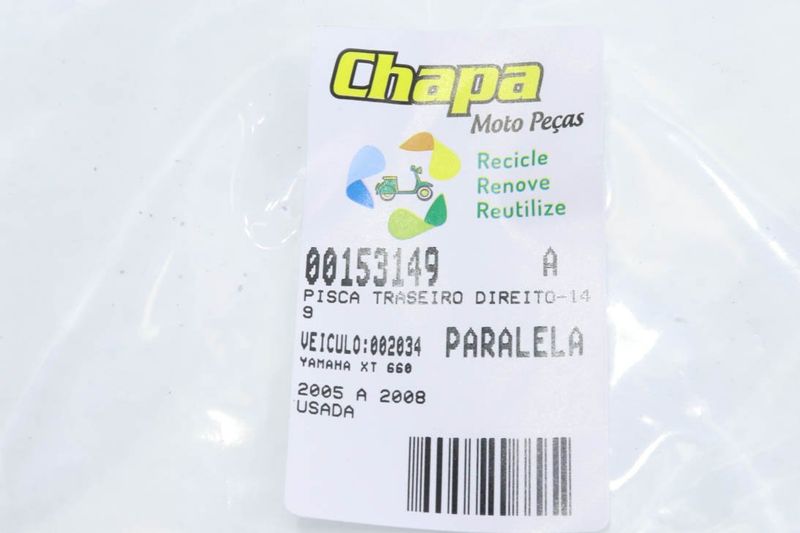 Chapa
Moto Peças
Recicle
Renove
Reutilize
00153149 A
PISCA TRASEIRO DIREITO-14
9
VEICULO:002034 PARALELA
YAMAHA XT 660
2005 A 2008
USADA